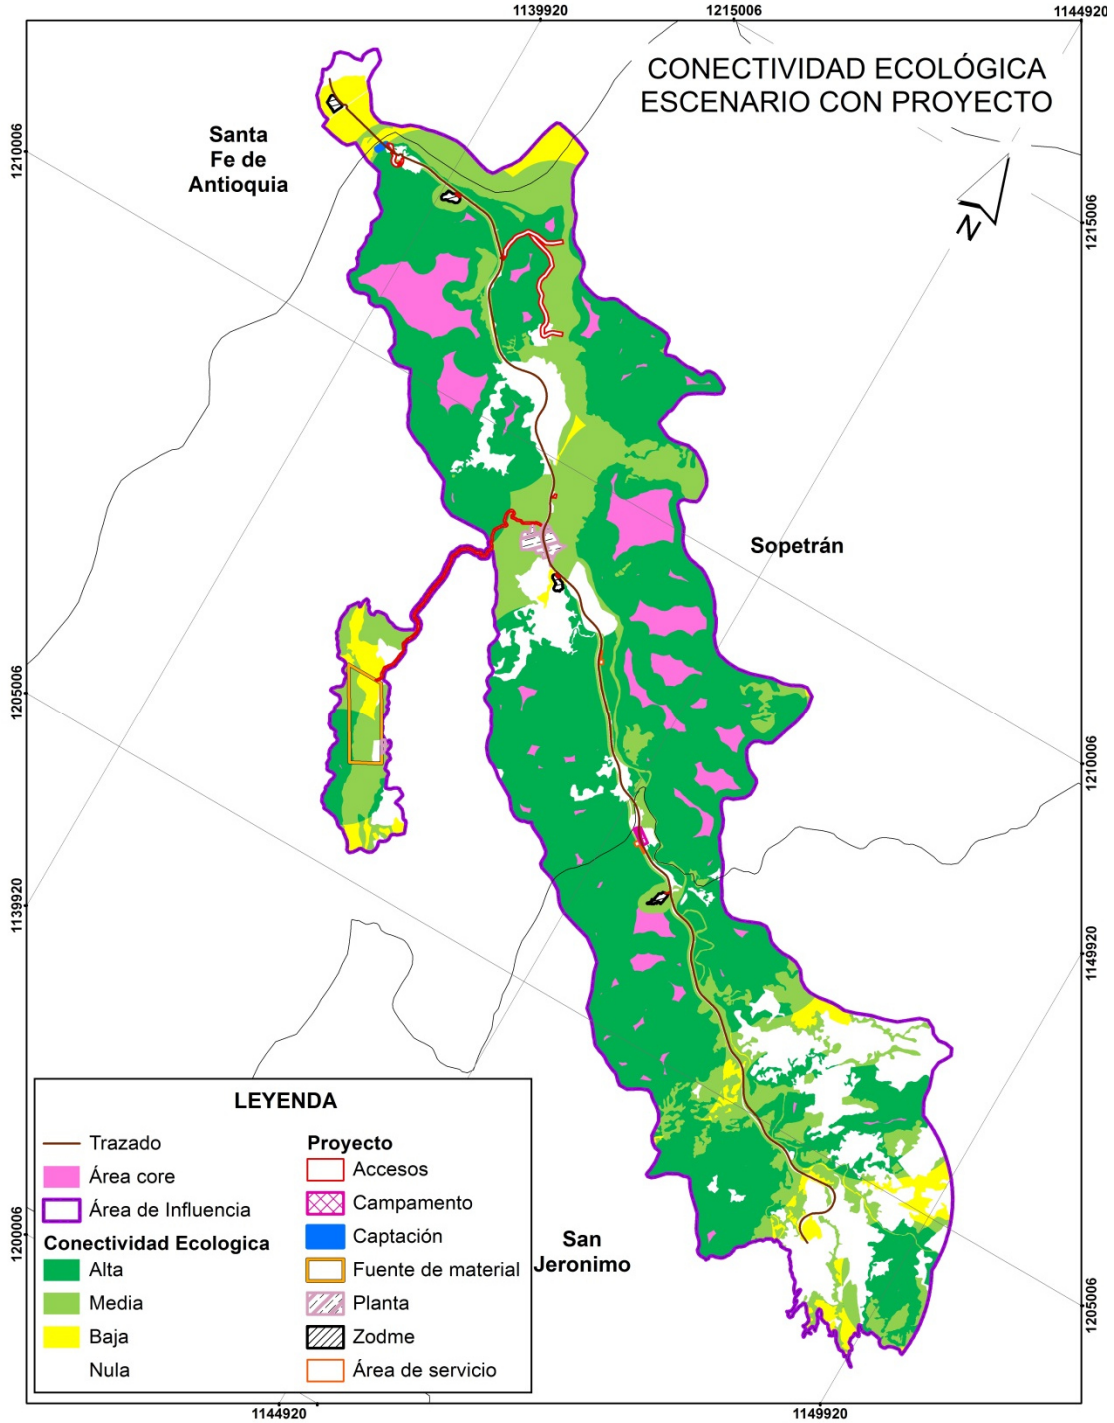 1139920
1215006
1144920
CONECTIVIDAD ECOLÓGICA
ESCENARIO CON PROYECTO
Santa
Fe de
Antioquia
1210006
1215006
N
Sopetrán
1205006
1210006
1139920
1149920
LEYENDA
Trazado
Área core
Área de Influencia
Conectividad Ecologica
Alta
Media
Baja
Nula
Proyecto
Accesos
Campamento
Captación
Fuente de material
Planta
Zodme
Área de servicio
San
Jeronimo
1200006
1205006
1144920
1149920